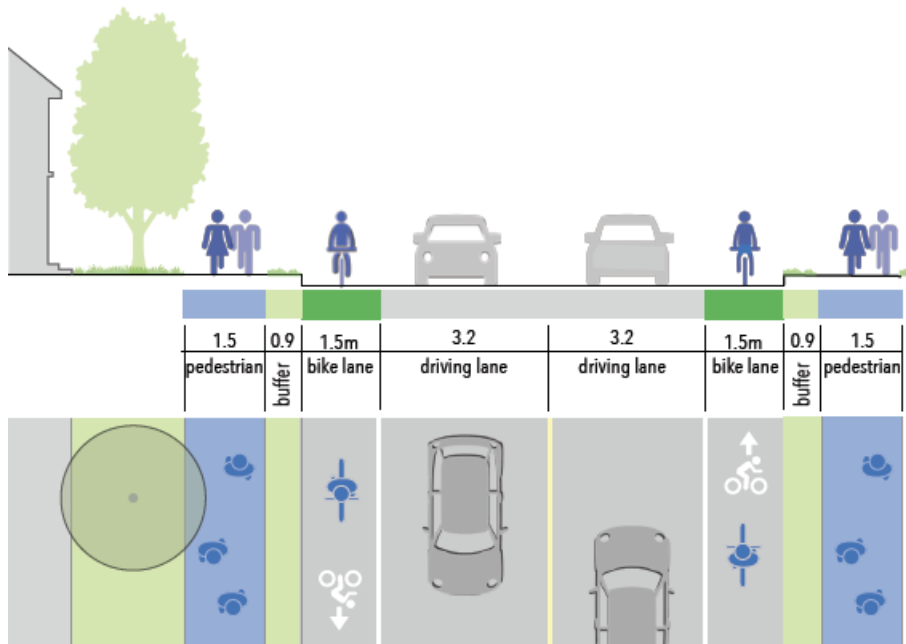 1.5 0.9 1.5m 3.2 3.2 1.5m 0.9 1.5
pedestrian buffer bike lane driving lane driving lane bike lane buffer pedestrian